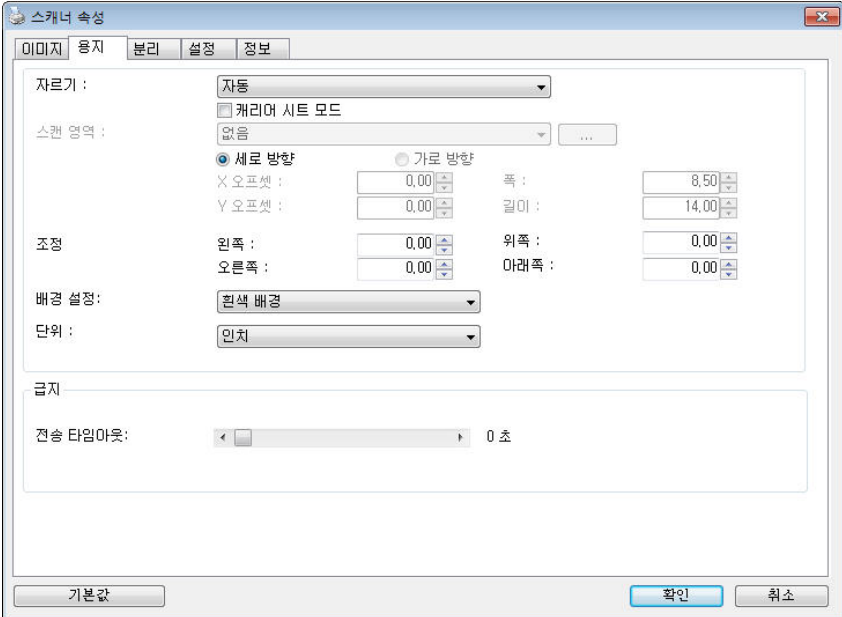 스캐너 속성
이미지 용지 분리 설정 정보
자르기 : 자동
캐리어 시트 모드
스캔 영역 : 없음 ...
세로 방향 가로 방향
X 오프셋 : 0,00 폭 : 8,50
Y 오프셋 : 0,00 길이 : 14,00
조정 왼쪽 : 0,00 위쪽 : 0,00
오른쪽 : 0,00 아래쪽 : 0,00
배경 설정: 흰색 배경
단위 : 인치
급지
전송 타임아웃: 0 초
기본값 확인 취소